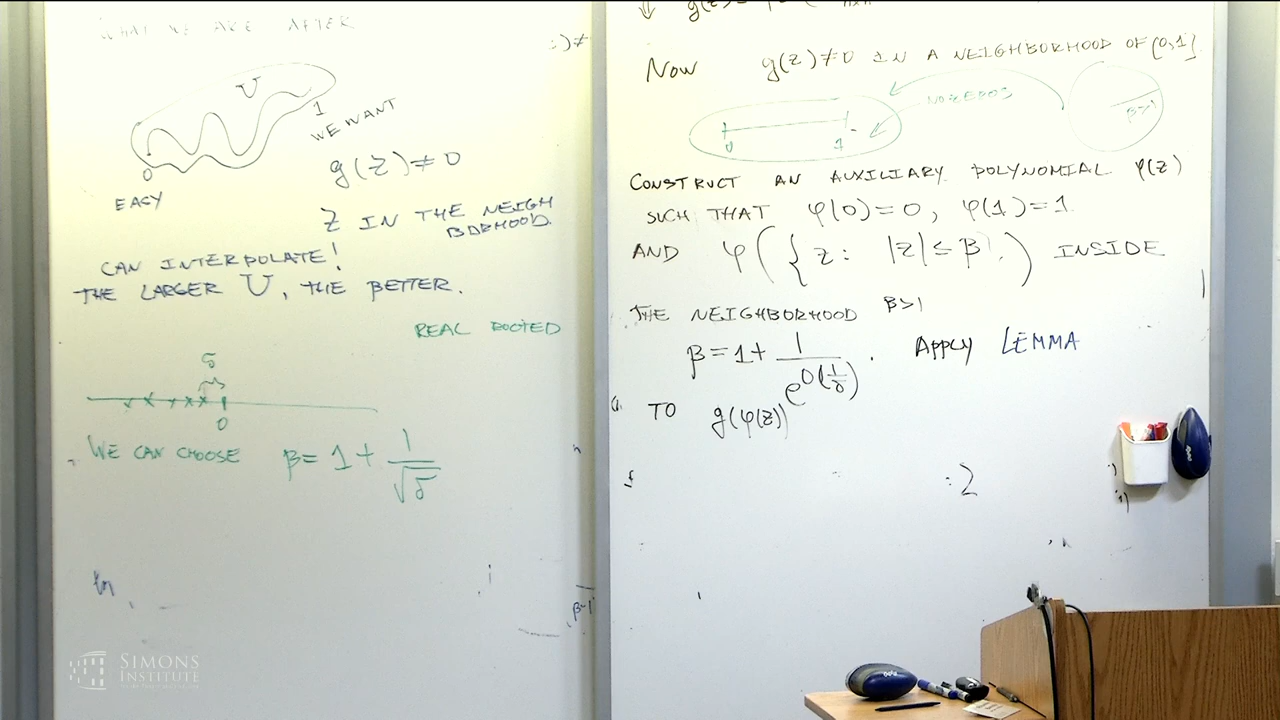 WHAT WE ARE AFTER
U
1
0
EASY
WE WANT
g(z) ≠ 0
z IN THE NEIGH
BORHOOD.
CAN INTERPOLATE!
THE LARGER U, THE BETTER.
REAL ROOTED
δ
0
WE CAN CHOOSE β = 1 + 1/√δ
SIMONS
INSTITUTE
Now g(z) ≠ 0 IN A NEIGHBORHOOD OF [0,1]
NO ZEROS
β>1
0 1
CONSTRUCT AN AUXILIARY POLYNOMIAL φ(z)
SUCH THAT φ(0)=0, φ(1)=1
AND φ({z: |z| ≤ β}) INSIDE
THE NEIGHBORHOOD β>1
β = 1 + 1/e^{O(1/δ)}. APPLY LEMMA
TO g(φ(z))